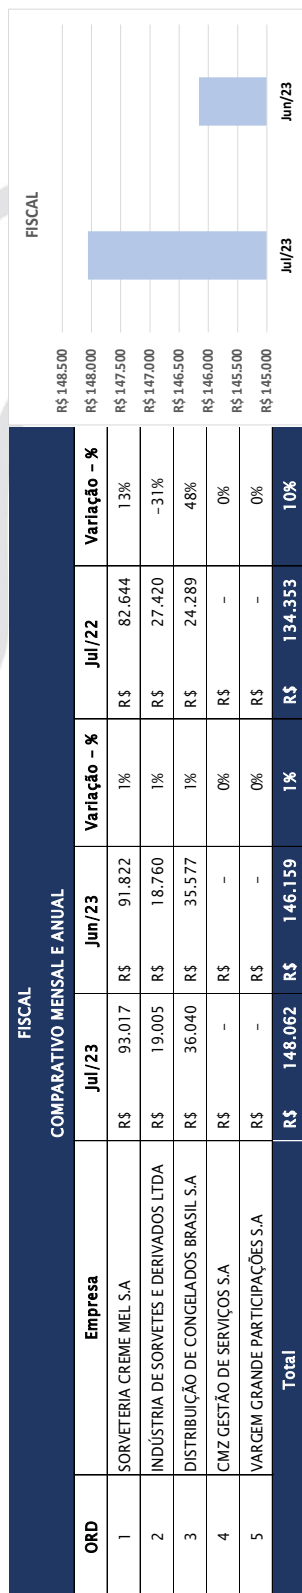 FISCAL
COMPARATIVO MENSAL E ANUAL
ORD Empresa Jul/23 Jun/23 Variação - % Jul/22 Variação - %
1 SORVETERIA CREME MEL S.A R$ 93.017 R$ 91.822 1% R$ 82.644 13%
2 INDÚSTRIA DE SORVETES E DERIVADOS LTDA R$ 19.005 R$ 18.760 1% R$ 27.420 -31%
3 DISTRIBUIÇÃO DE CONGELADOS BRASIL S.A R$ 36.040 R$ 35.577 1% R$ 24.289 48%
4 CMZ GESTÃO DE SERVIÇOS S.A R$ - R$ - 0% R$ - 0%
5 VARGEM GRANDE PARTICIPAÇÕES S.A R$ - R$ - 0% R$ - 0%
Total R$ 148.062 R$ 146.159 1% R$ 134.353 10%
FISCAL
R$ 148.500
R$ 148.000
R$ 147.500
R$ 147.000
R$ 146.500
R$ 146.000
R$ 145.500
R$ 145.000
Jul/23 Jun/23